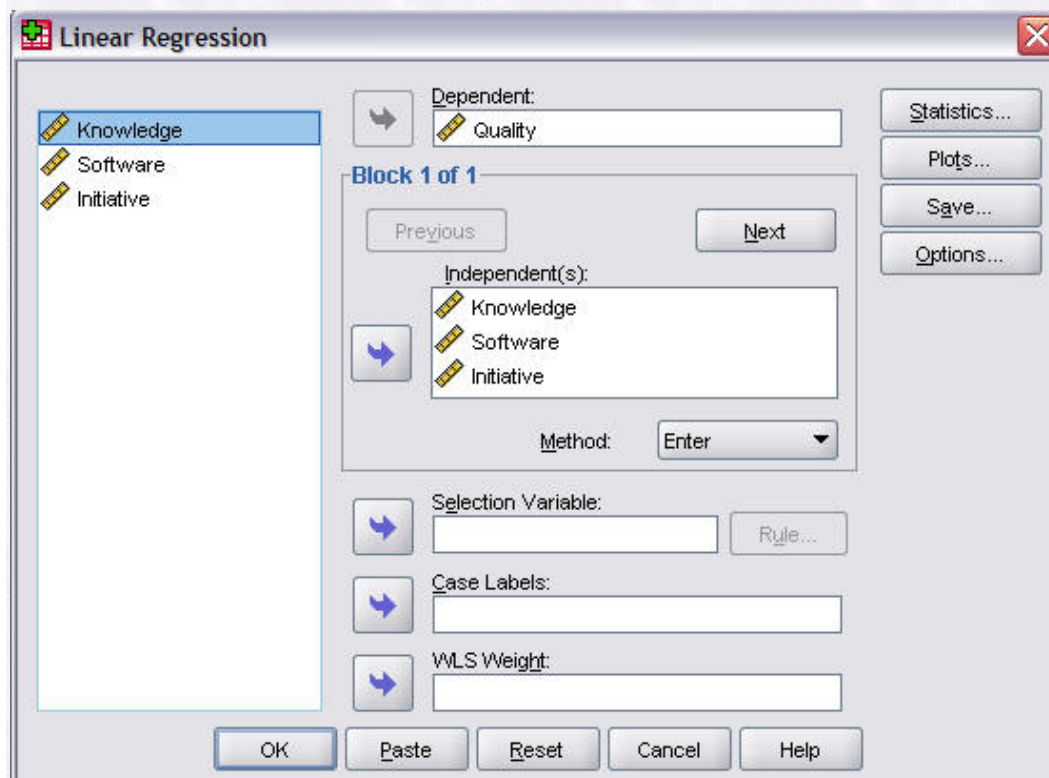 Linear Regression
Knowledge
Software
Initiative
Dependent:
Quality
Block 1 of 1
Previous
Next
Independent(s):
Knowledge
Software
Initiative
Method:
Enter
Selection Variable:
Rule...
Case Labels:
WLS Weight:
Statistics...
Plots...
Save...
Options...
OK
Paste
Reset
Cancel
Help